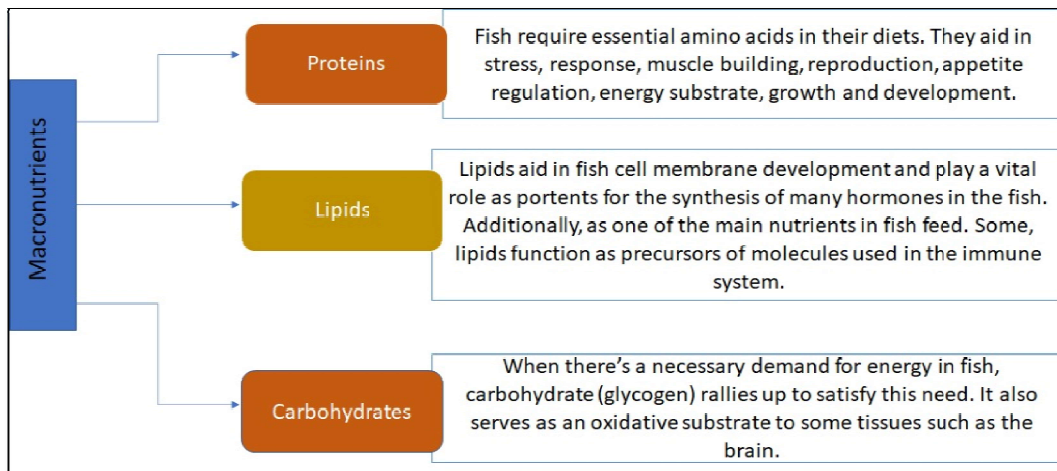 Macronutrients
Proteins
Fish require essential amino acids in their diets. They aid in
stress, response, muscle building, reproduction, appetite
regulation, energy substrate, growth and development.
Lipids
Lipids aid in fish cell membrane development and play a vital
role as portents for the synthesis of many hormones in the fish.
Additionally, as one of the main nutrients in fish feed. Some,
lipids function as precursors of molecules used in the immune
system.
Carbohydrates
When there's a necessary demand for energy in fish,
carbohydrate (glycogen) rallies up to satisfy this need. It also
serves as an oxidative substrate to some tissues such as the
brain.